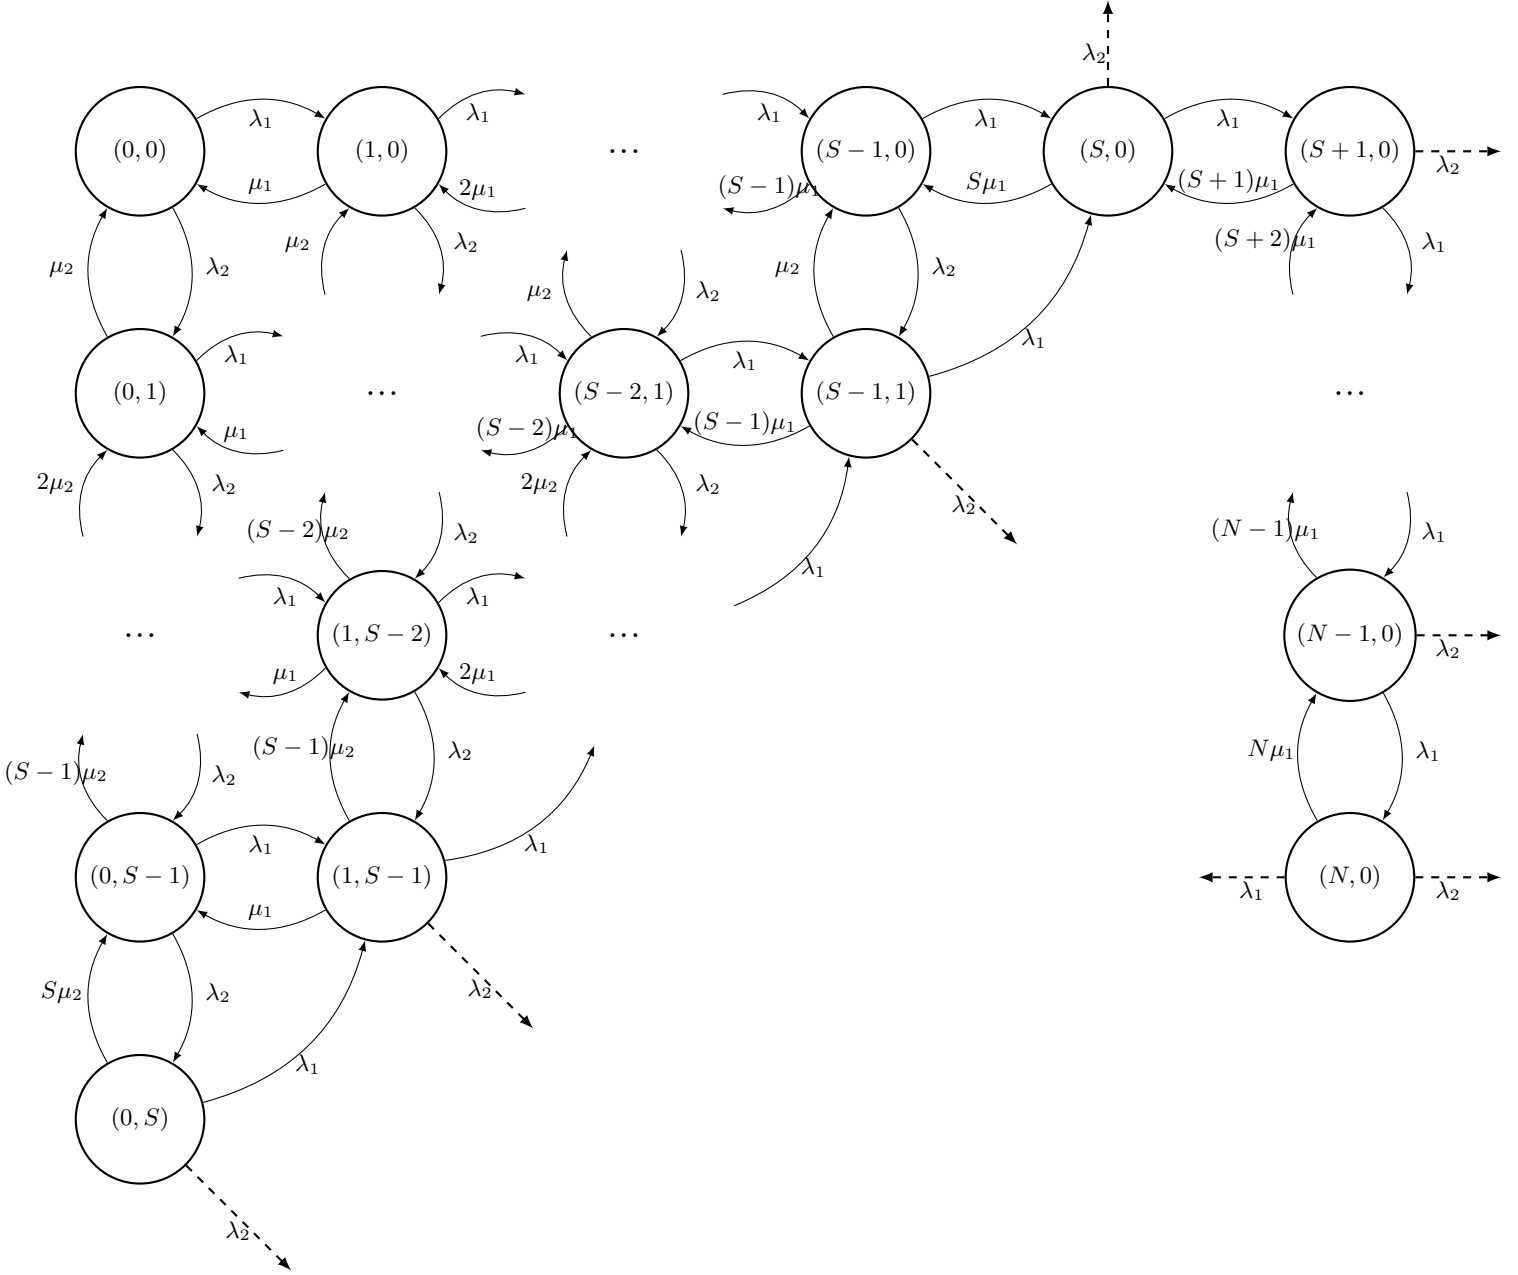 λ₂
λ₁ λ₁ λ₁ λ₁ λ₁
(0, 0) (1, 0) ... (S − 1, 0) (S, 0) (S + 1, 0) λ₂
μ₁ 2μ₁ (S − 1)μ₁ Sμ₁ (S + 1)μ₁
μ₂ λ₂ μ₂ λ₂ μ₂ λ₂ μ₂ λ₂ (S + 2)μ₁ λ₁
λ₁ λ₁ λ₁ λ₁
(0, 1) ... (S − 2, 1) (S − 1, 1) ...
μ₁ (S − 2)μ₁ (S − 1)μ₁
2μ₂ λ₂ 2μ₂ λ₂ λ₂
(S − 2)μ₂ λ₂ (N − 1)μ₁ λ₁
λ₁ λ₁ λ₁
... (1, S − 2) ... (N − 1, 0) λ₂
μ₁ 2μ₁
(S − 1)μ₂ λ₂ (S − 1)μ₂ λ₂ Nμ₁ λ₁
λ₁ λ₁
(0, S − 1) (1, S − 1) λ₁ (N, 0) λ₂
μ₁
Sμ₂ λ₂ λ₂
λ₁
(0, S)
λ₂